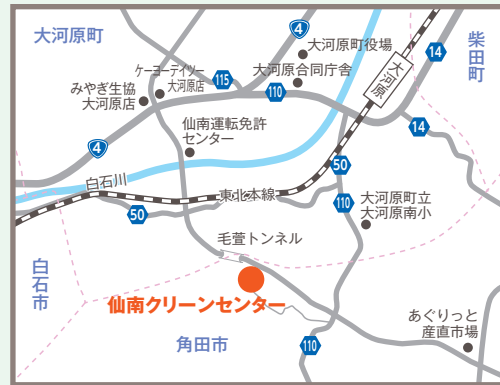 大河原町
4
大河原町役場
14
柴田町
ケーヨーデイツー
大河原店
115
大河原合同庁舎
みやぎ生協
大河原店
110
大河原
4
仙南運転免許
センター
14
50
白石川
東北本線
50
110
大河原町立
大河原南小
毛萱トンネル
白石市
仙南クリーンセンター
角田市
110
あぐりっと
産直市場